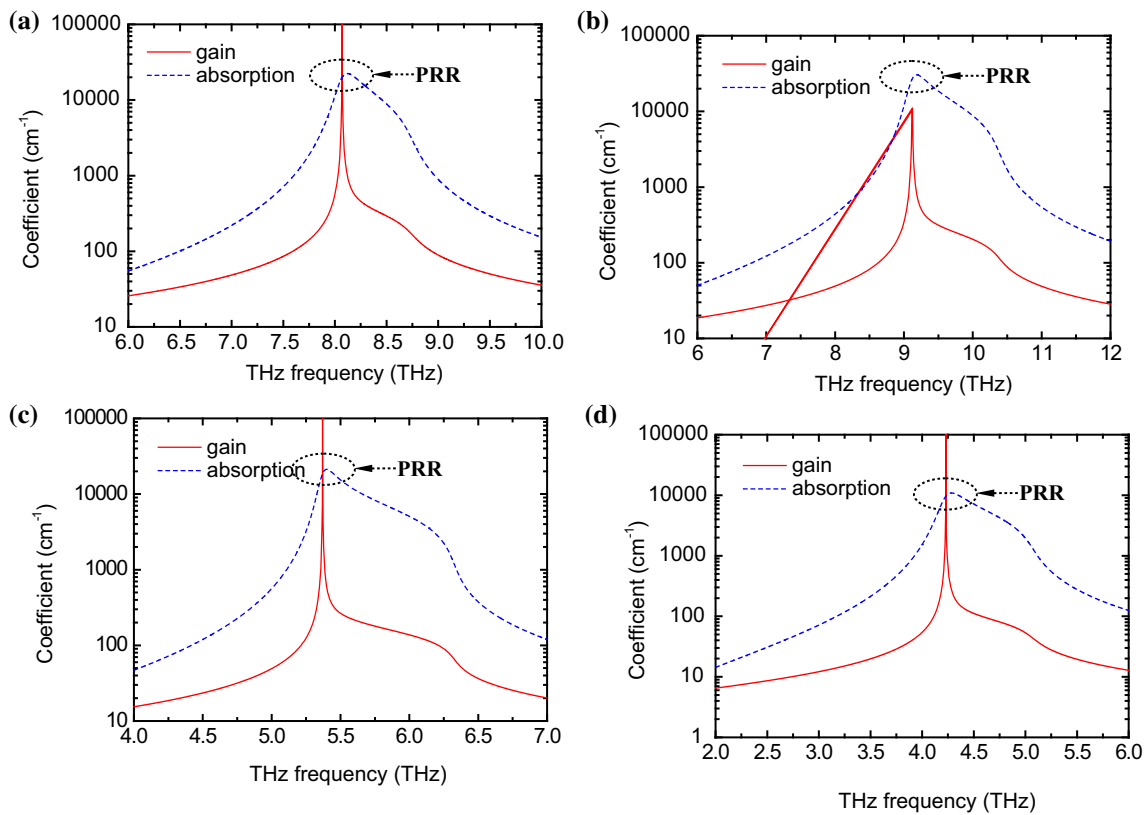 (a)
100000
10000
1000
100
10
Coefficient (cm-1)
gain
absorption
PRR
6.0 6.5 7.0 7.5 8.0 8.5 9.0 9.5 10.0
THz frequency (THz)
(b)
100000
10000
1000
100
10
Coefficient (cm-1)
gain
absorption
PRR
6 7 8 9 10 11 12
THz frequency (THz)
(c)
100000
10000
1000
100
10
Coefficient (cm-1)
gain
absorption
PRR
4.0 4.5 5.0 5.5 6.0 6.5 7.0
THz frequency (THz)
(d)
100000
10000
1000
100
10
1
Coefficient (cm-1)
gain
absorption
PRR
2.0 2.5 3.0 3.5 4.0 4.5 5.0 5.5 6.0
THz frequency (THz)